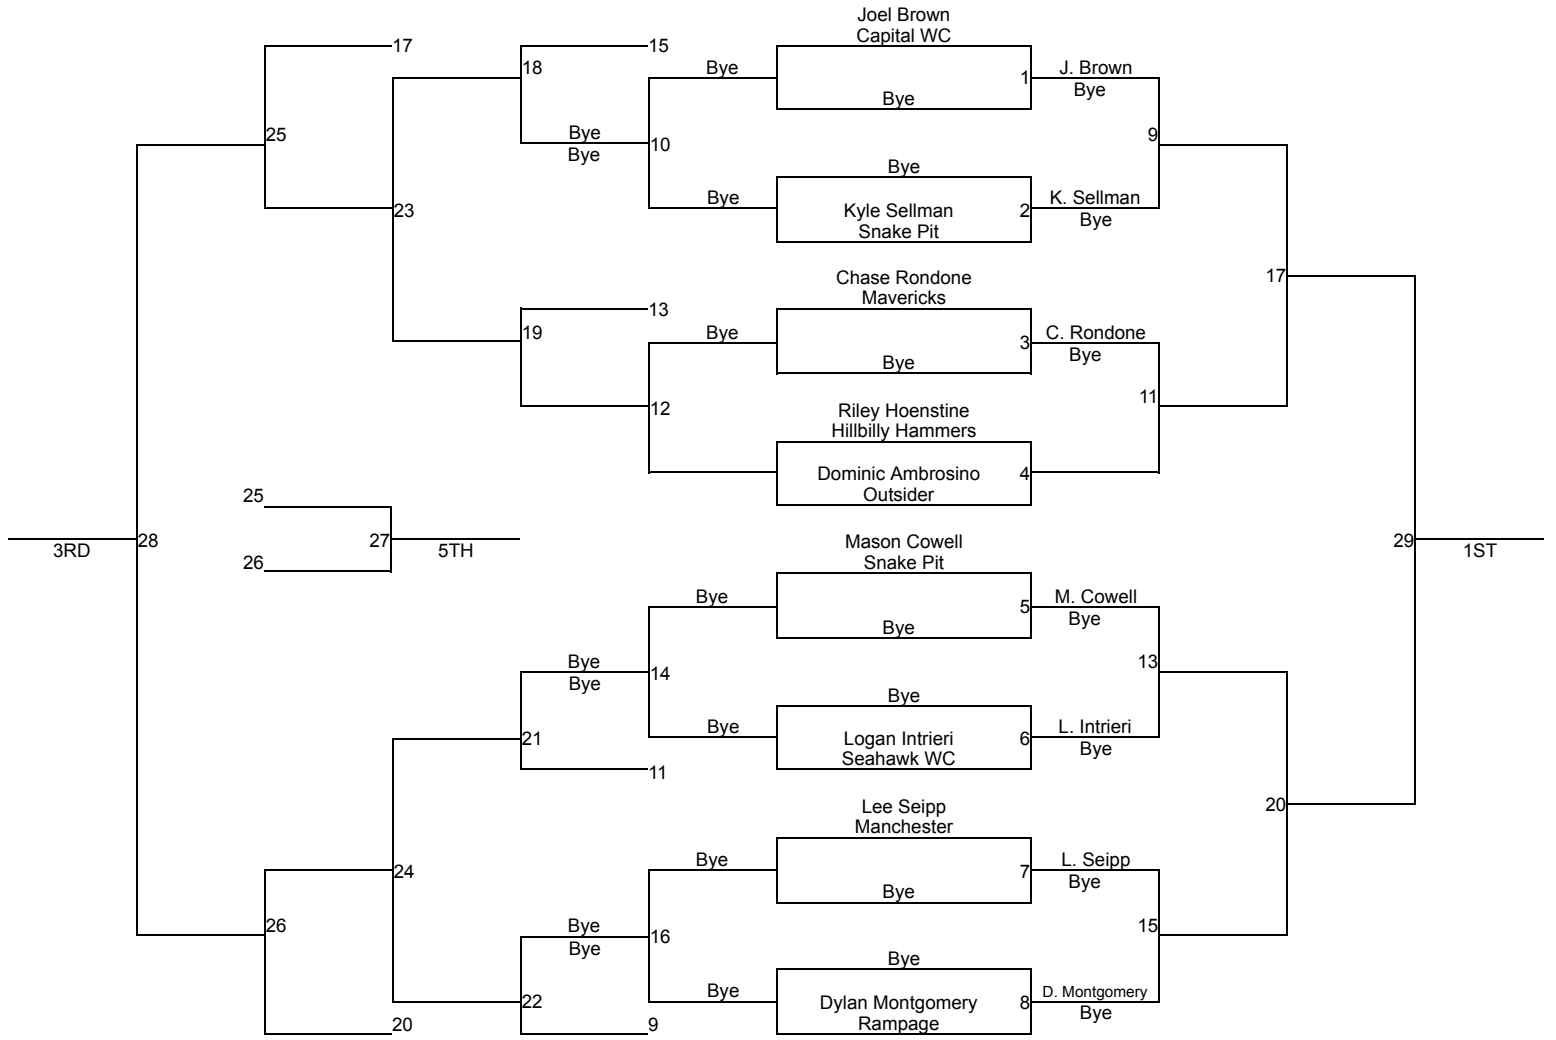 Joel Brown
Capital WC
17
15
18
Bye
1
J. Brown
Bye
Bye
25
Bye
Bye
10
9
Bye
Bye
K. Sellman
Bye
23
Kyle Sellman
Snake Pit
2
Chase Rondone
Mavericks
17
13
19
Bye
3
C. Rondone
Bye
Bye
12
11
Riley Hoenstine
Hillbilly Hammers
Dominic Ambrosino
Outsider
4
25
3RD
28
27
5TH
26
29
1ST
Mason Cowell
Snake Pit
Bye
5
M. Cowell
Bye
Bye
Bye
Bye
14
13
Bye
Bye
L. Intrieri
Bye
21
Logan Intrieri
Seahawk WC
6
11
Lee Seipp
Manchester
20
24
Bye
7
L. Seipp
Bye
Bye
26
Bye
Bye
16
15
Bye
Bye
D. Montgomery
Bye
22
Dylan Montgomery
Rampage
8
20
9